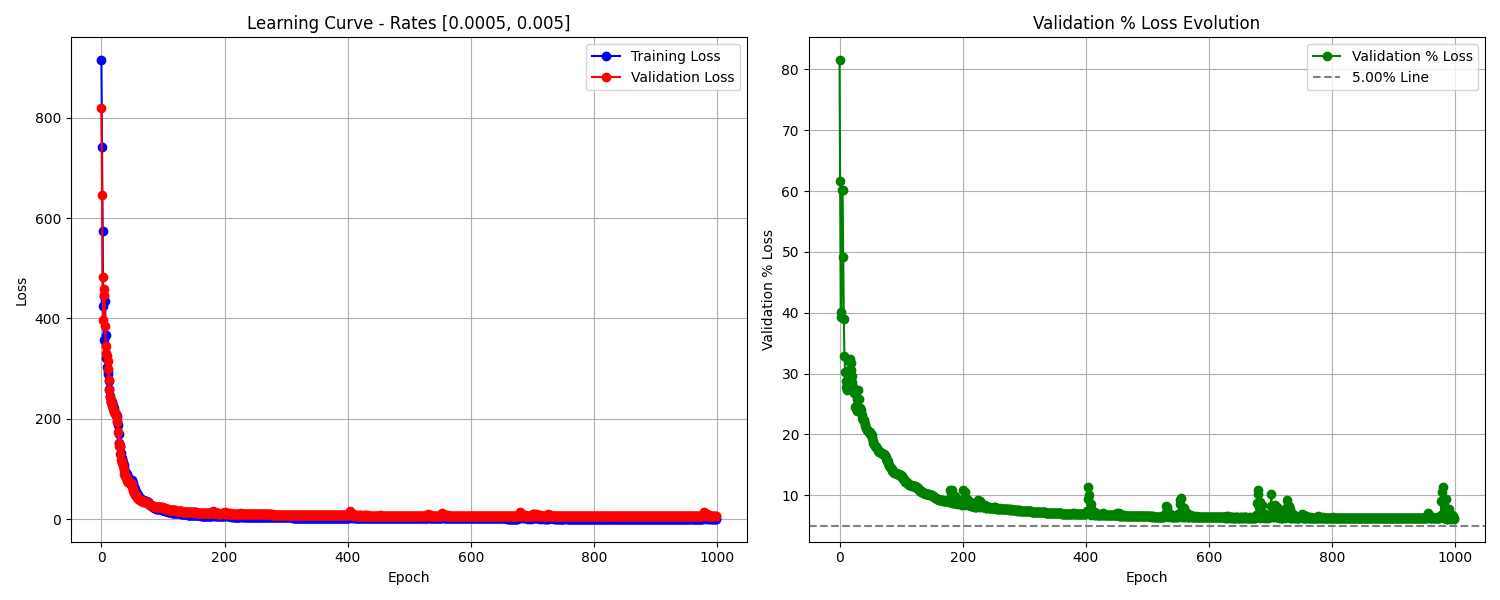 Learning Curve - Rates [0.0005, 0.005]
Training Loss
Validation Loss
800
600
400
200
0
Loss
0 200 400 600 800 1000
Epoch
Validation % Loss Evolution
Validation % Loss
5.00% Line
80
70
60
50
40
30
20
10
Validation % Loss
0 200 400 600 800 1000
Epoch